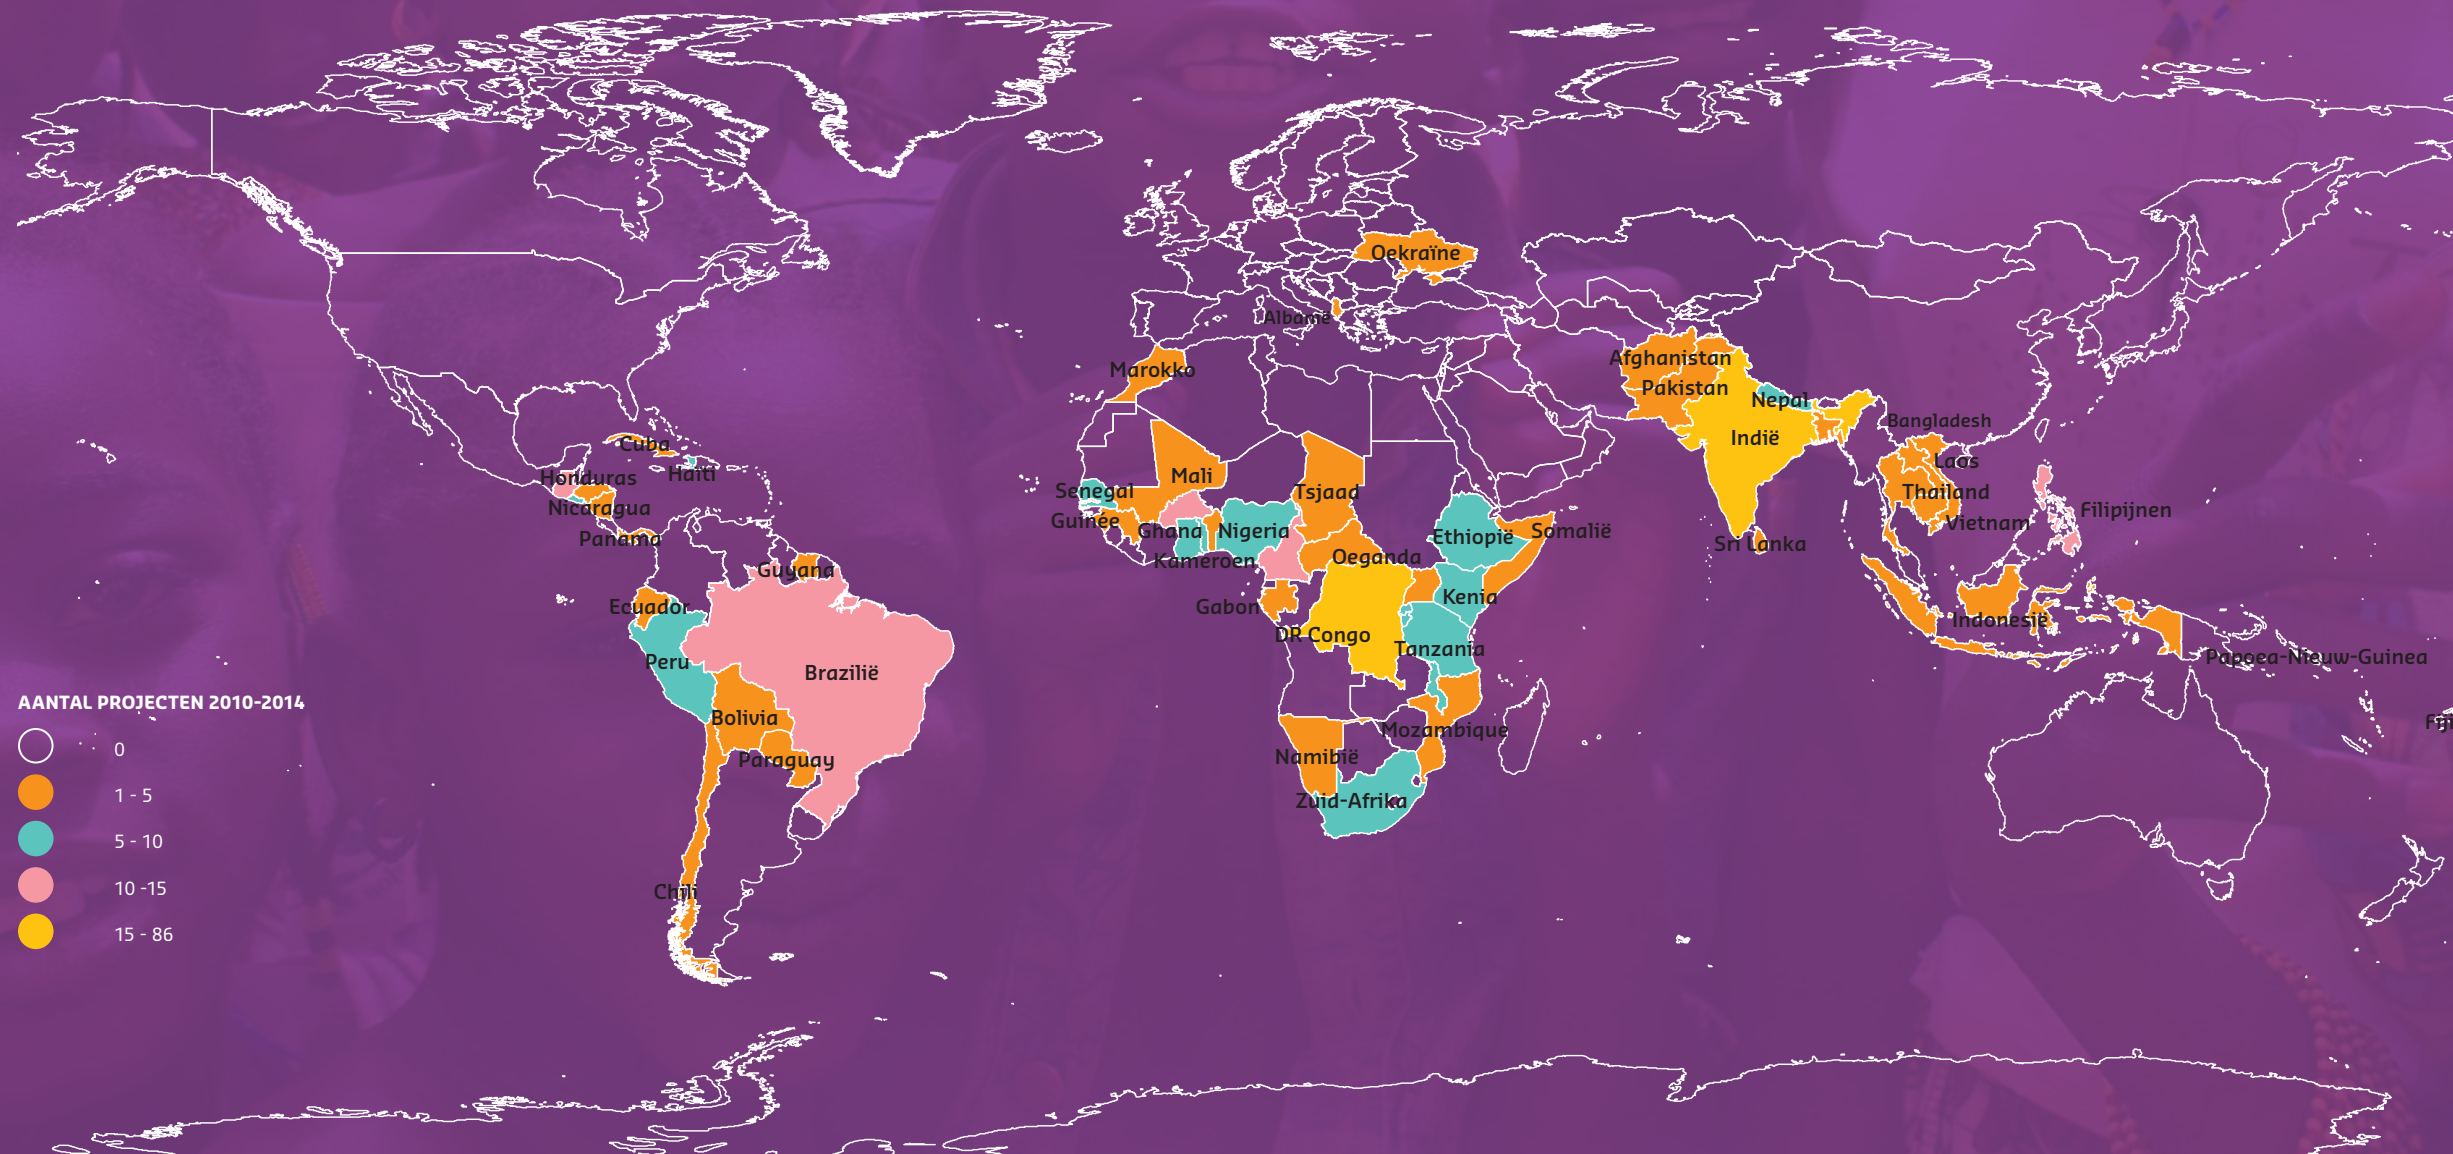 Oekraïne
Albanië
Marokko
Afghanistan
Pakistan
Nepal
Bangladesh
Indië
Cuba
Haïti
Honduras
Nicaragua
Panama
Mali
Senegal
Tsjaad
Guinée
Ghana
Nigeria
Ethiopië
Somalië
Kameroen
Oeganda
Laos
Thailand
Vietnam
Filipijnen
Sri Lanka
Guyana
Ecuador
Gabon
Kenia
DR Congo
Tanzania
Indonesië
Papoea-Nieuw-Guinea
Peru
Brazilië
Bolivia
Paraguay
Mozambique
Namibië
Zuid-Afrika
Chili
Fiji
AANTAL PROJECTEN 2010-2014
0
1 - 5
5 - 10
10 -15
15 - 86